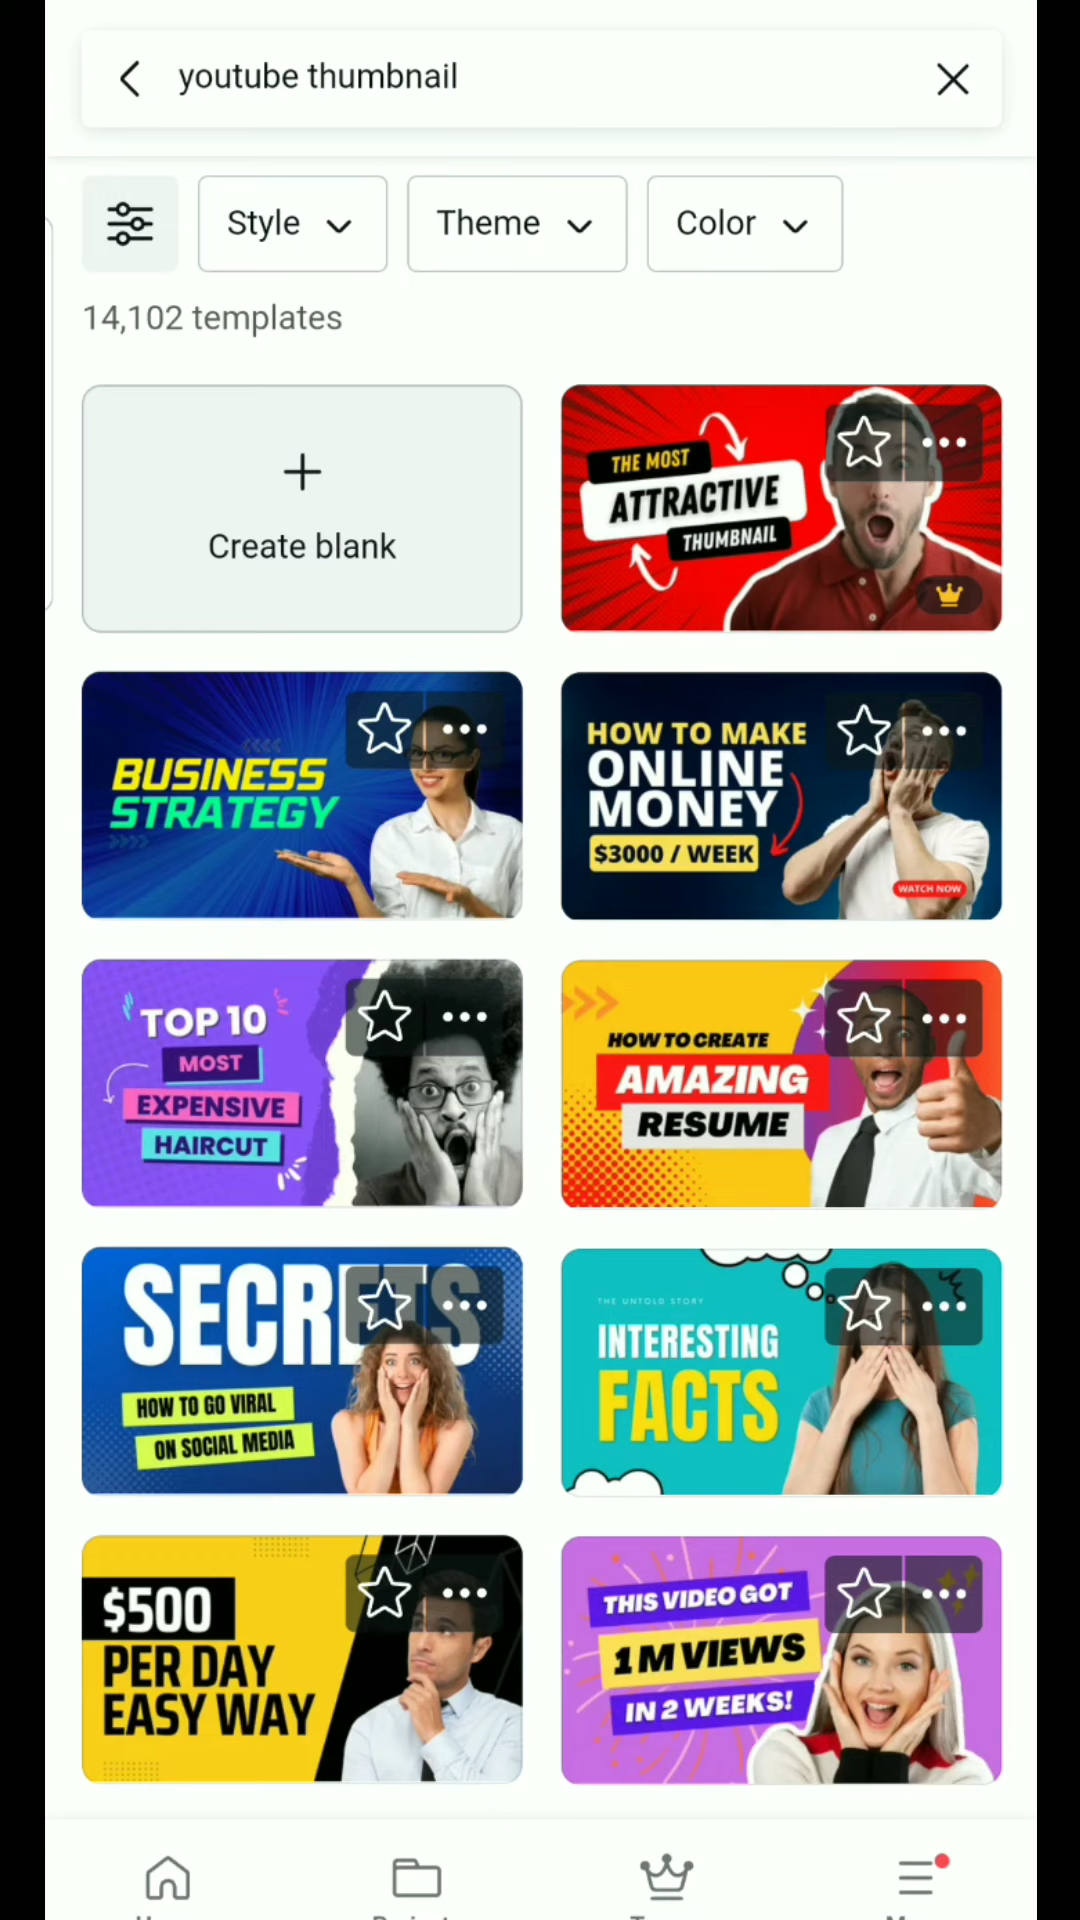 youtube thumbnail
Style
Theme
Color
14,102 templates
Create blank
THE MOST
ATTRACTIVE
THUMBNAIL
BUSINESS
STRATEGY
HOW TO MAKE
ONLINE
MONEY
$3000 / WEEK
WATCH NOW
TOP 10
MOST
EXPENSIVE
HAIRCUT
HOW TO CREATE
AMAZING
RESUME
SECRETS
HOW TO GO VIRAL
ON SOCIAL MEDIA
THE UNTOLD STORY
INTERESTING
FACTS
$500
PER DAY
EASY WAY
THIS VIDEO GOT
1 M VIEWS
IN 2 WEEKS!